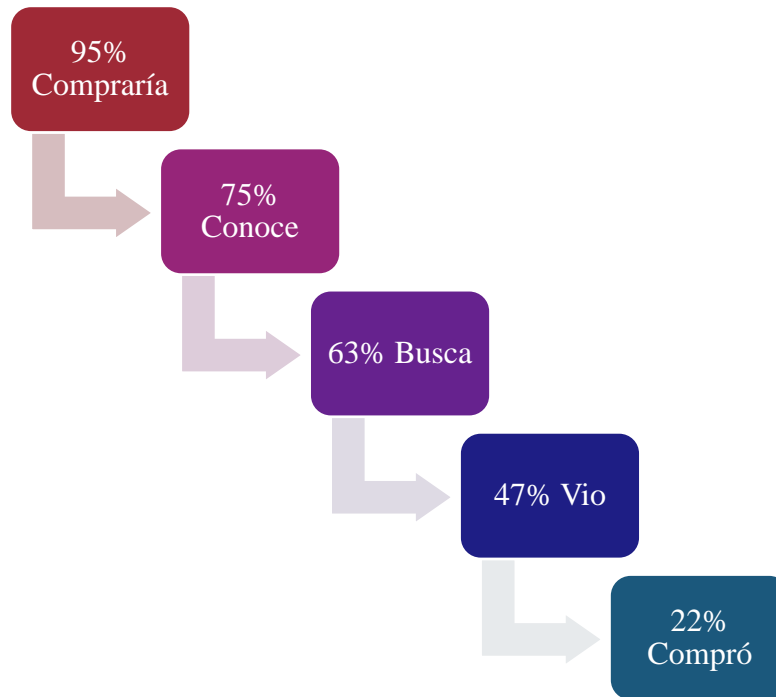 95%
Compraría
75%
Conoce
63% Busca
47% Vio
22%
Compró